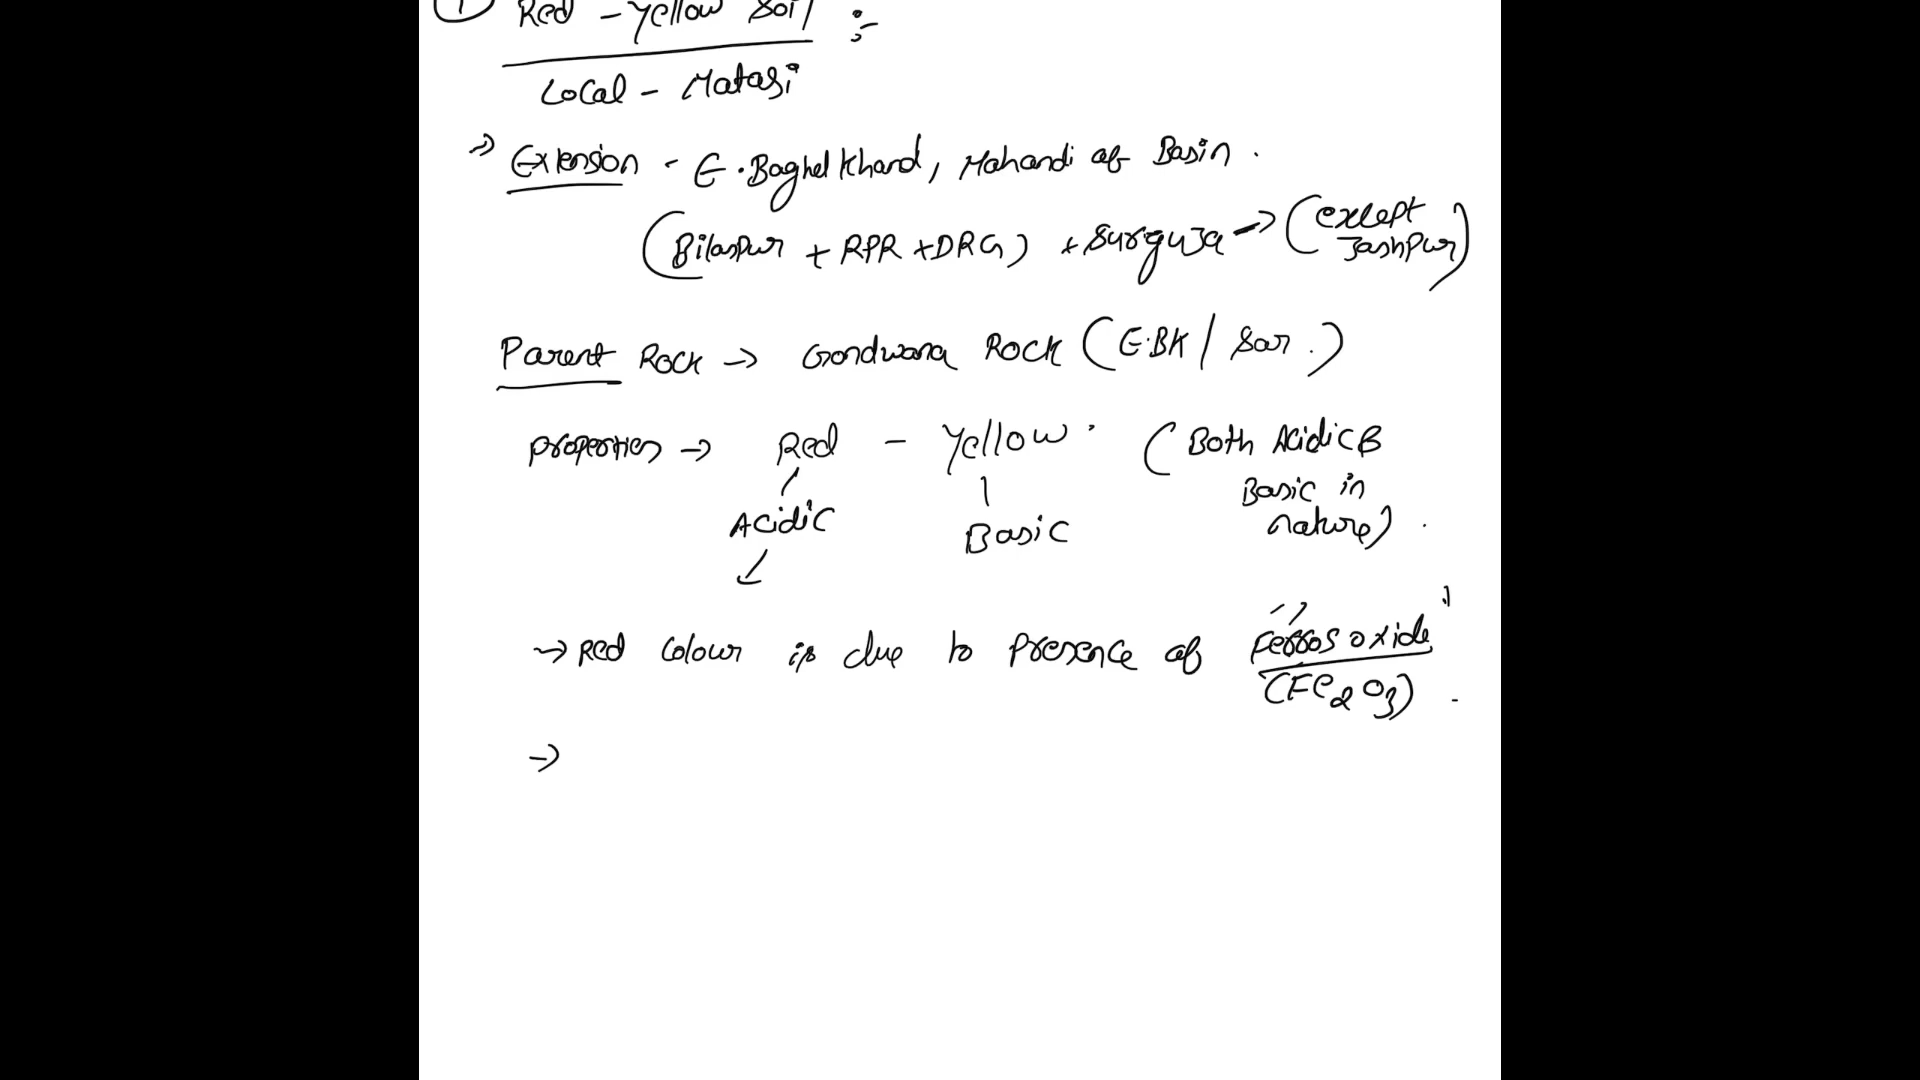 ① Red - Yellow Soil :-
Local - Matasi
⇒ Extension - E. Baghelkhand, Mahandi of Basin.
(Bilaspur + RPR + DRG) + Surguja → (except Jashpur)
Parent Rock → Gondwana Rock (E.BK / Sar.)
properties → Red - Yellow. (Both Acidic B
Acidic Basic Basic in
nature).
→ Red Colour is due to Presence of Ferros oxide
(Fe2O3).
→